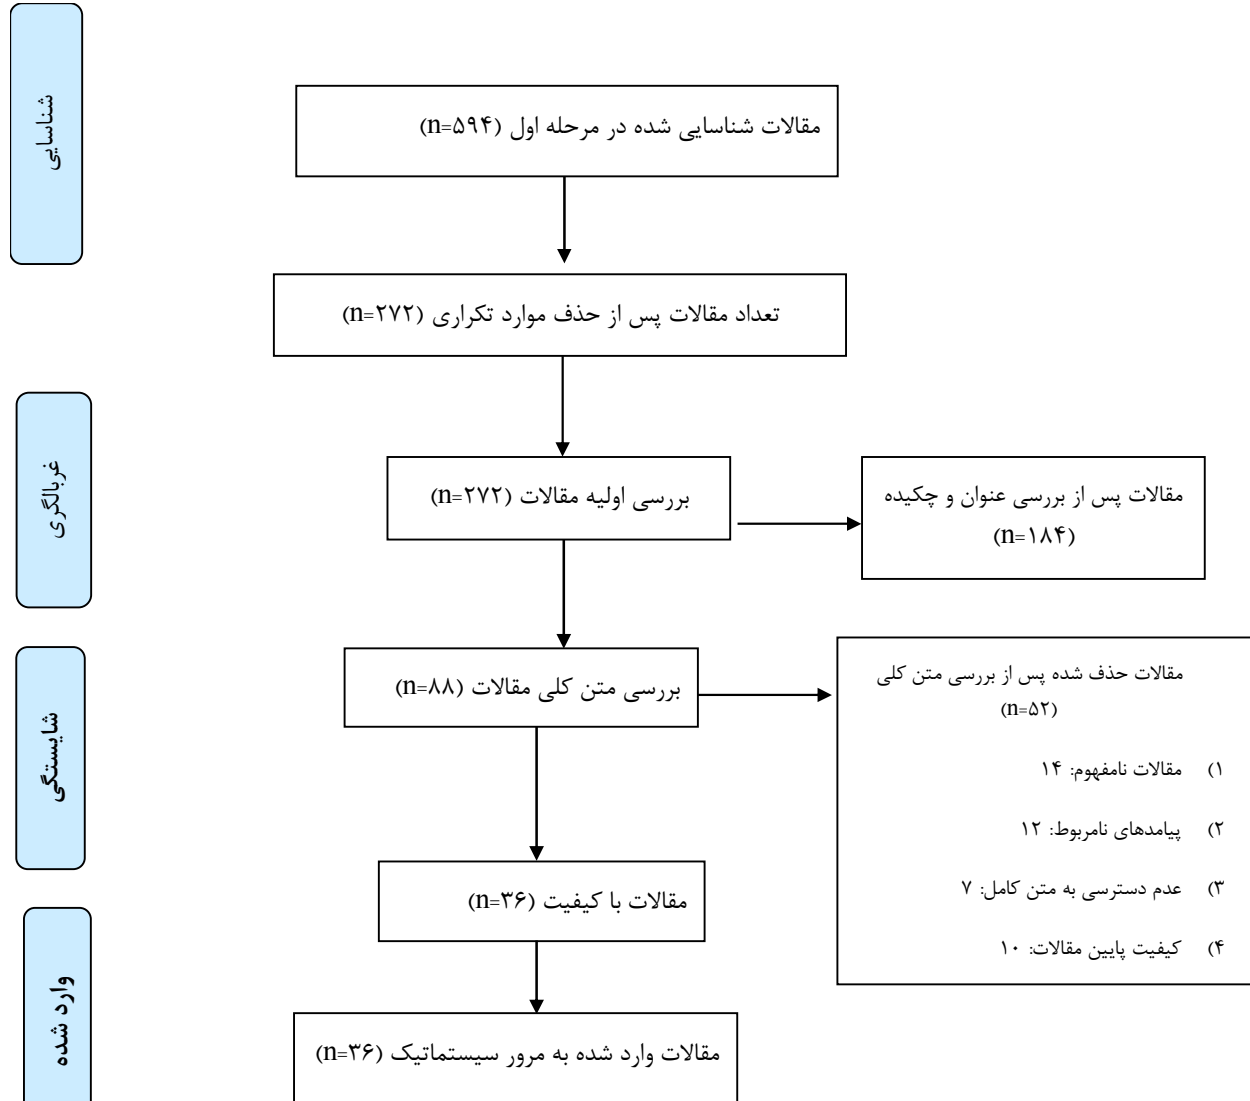 شناسایی
مقالات شناسایی شده در مرحله اول (n=۵۹۴)
تعداد مقالات پس از حذف موارد تکراری (n=۲۷۲)
غربالگری
بررسی اولیه مقالات (n=۲۷۲)
مقالات پس از بررسی عنوان و چکیده
(n=۱۸۴)
شایستگی
بررسی متن کلی مقالات (n=۸۸)
مقالات حذف شده پس از بررسی متن کلی
(n=۵۲)
۱) مقالات نامفهوم: ۱۴
۲) پیامدهای نامربوط: ۱۲
۳) عدم دسترسی به متن کامل: ۷
۴) کیفیت پایین مقالات: ۱۰
مقالات با کیفیت (n=۳۶)
وارد شده
مقالات وارد شده به مرور سیستماتیک (n=۳۶)